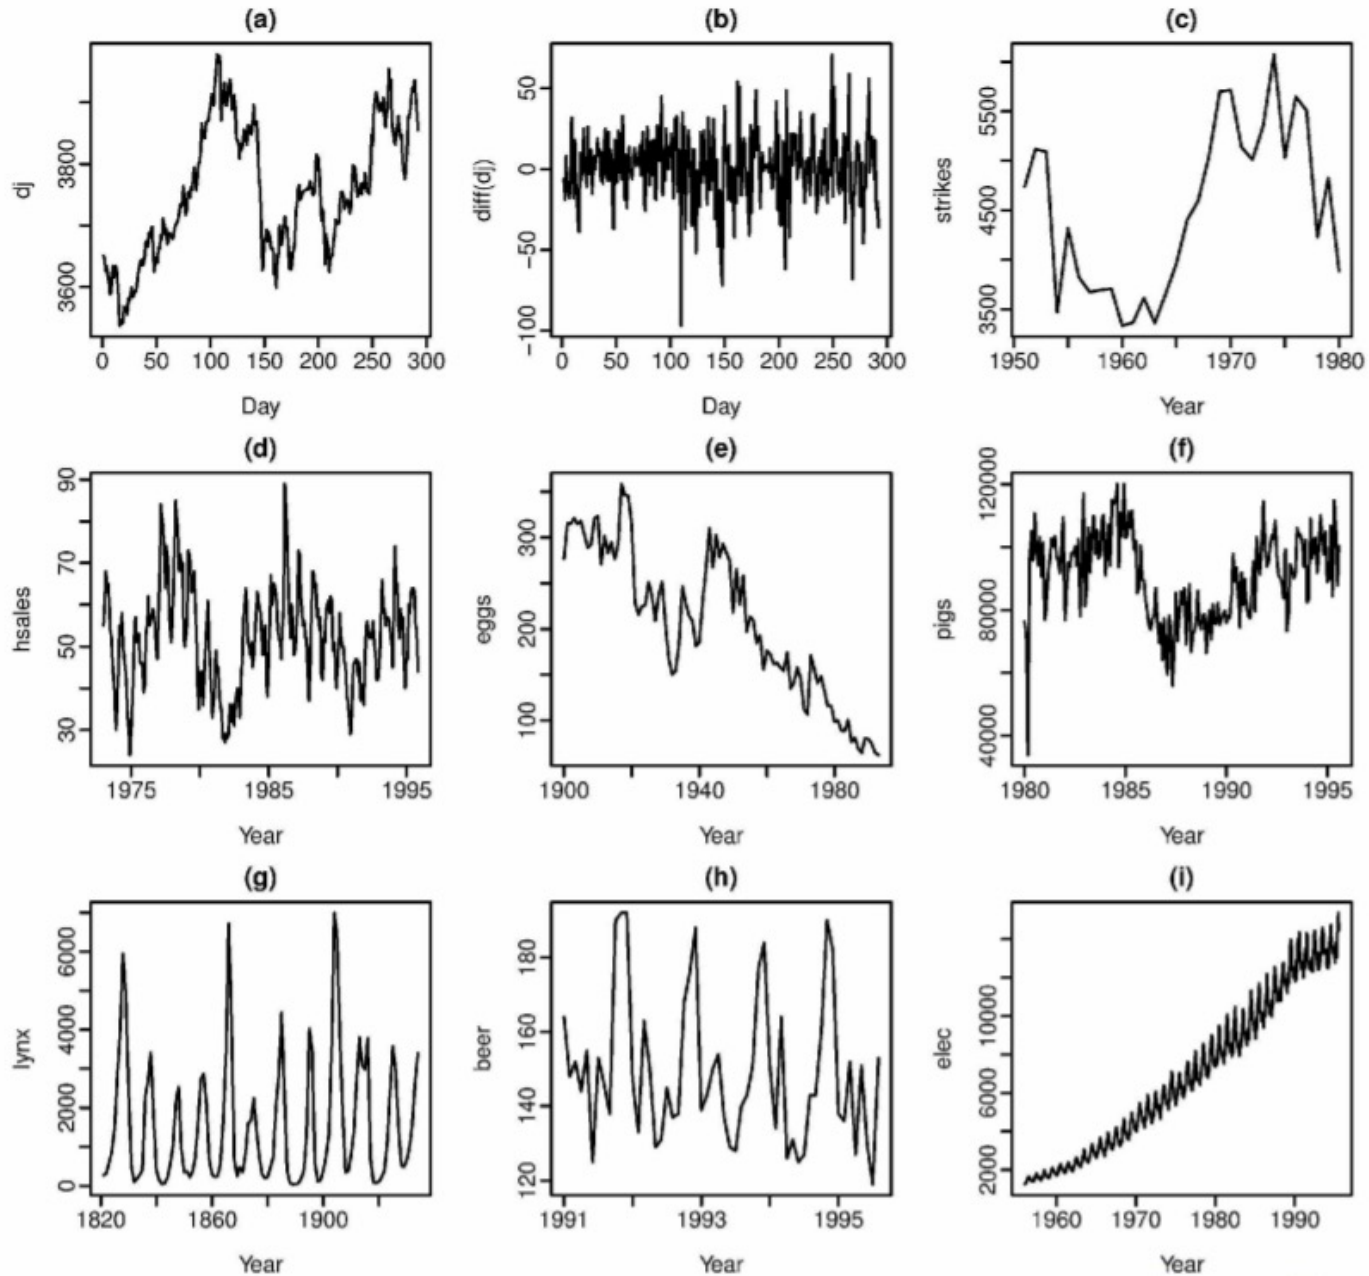 (a)
dj
3600 3800
0 50 100 150 200 250 300
Day
(b)
diff(dj)
−100 −50 0 50
0 50 100 150 200 250 300
Day
(c)
strikes
3500 4500 5500
1950 1960 1970 1980
Year
(d)
hsales
30 50 70 90
1975 1985 1995
Year
(e)
eggs
100 200 300
1900 1940 1980
Year
(f)
pigs
40000 80000 120000
1980 1985 1990 1995
Year
(g)
lynx
0 2000 4000 6000
1820 1860 1900
Year
(h)
beer
120 140 160 180
1991 1993 1995
Year
(i)
elec
2000 6000 10000
1960 1970 1980 1990
Year